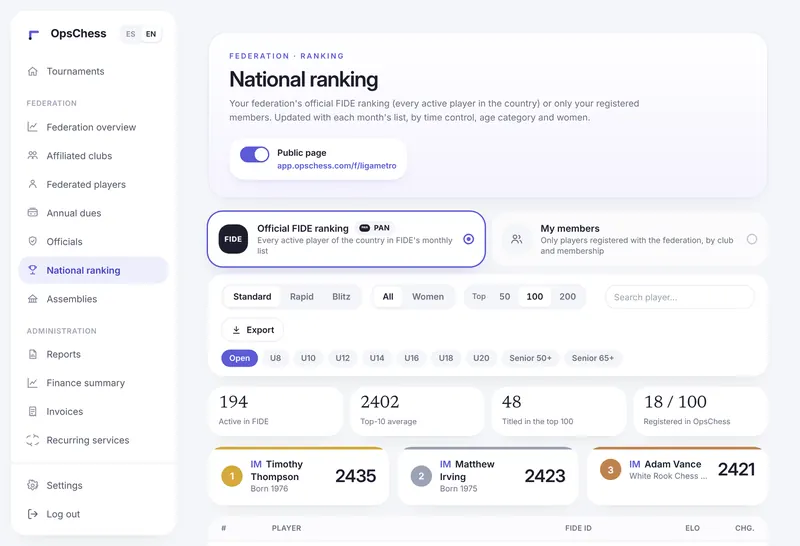 OpsChess
ES EN
Tournaments
FEDERATION
Federation overview
Affiliated clubs
Federated players
Annual dues
Officials
National ranking
Assemblies
ADMINISTRATION
Reports
Finance summary
Invoices
Recurring services
Settings
Log out
FEDERATION · RANKING
National ranking
Your federation's official FIDE ranking (every active player in the country) or only your registered
members. Updated with each month's list, by time control, age category and women.
Public page
app.opschess.com/f/ligametro
FIDE
Official FIDE ranking PAN
Every active player of the country in FIDE's monthly
list
My members
Only players registered with the federation, by club
and membership
Standard Rapid Blitz All Women Top 50 100 200 Search player...
Export
Open U8 U10 U12 U14 U16 U18 U20 Senior 50+ Senior 65+
194
Active in FIDE
2402
Top-10 average
48
Titled in the top 100
18 / 100
Registered in OpsChess
1
IM Timothy
Thompson
Born 1976
2435
2
IM Matthew
Irving
Born 1975
2423
3
IM Adam Vance
White Rook Chess ...
2421
# PLAYER FIDE ID ELO CHG.